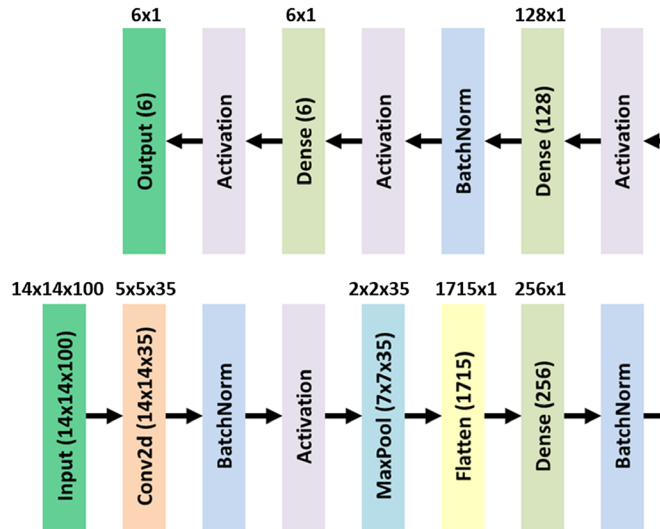 6x1
6x1
128x1
Output (6)
Activation
Dense (6)
Activation
BatchNorm
Dense (128)
Activation
14x14x100
5x5x35
2x2x35
1715x1
256x1
Input (14x14x100)
Conv2d (14x14x35)
BatchNorm
Activation
MaxPool (7x7x35)
Flatten (1715)
Dense (256)
BatchNorm